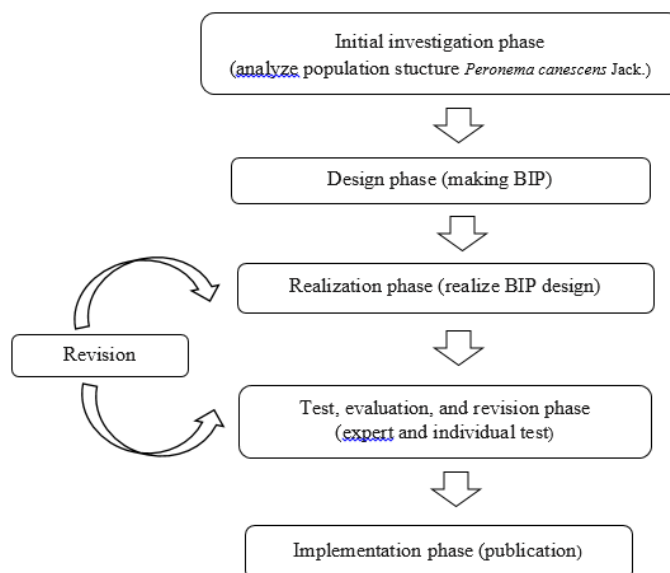 Initial investigation phase
(analyze population stucture Peronema canescens Jack.)
Design phase (making BIP)
Realization phase (realize BIP design)
Revision
Test, evaluation, and revision phase
(expert and individual test)
Implementation phase (publication)